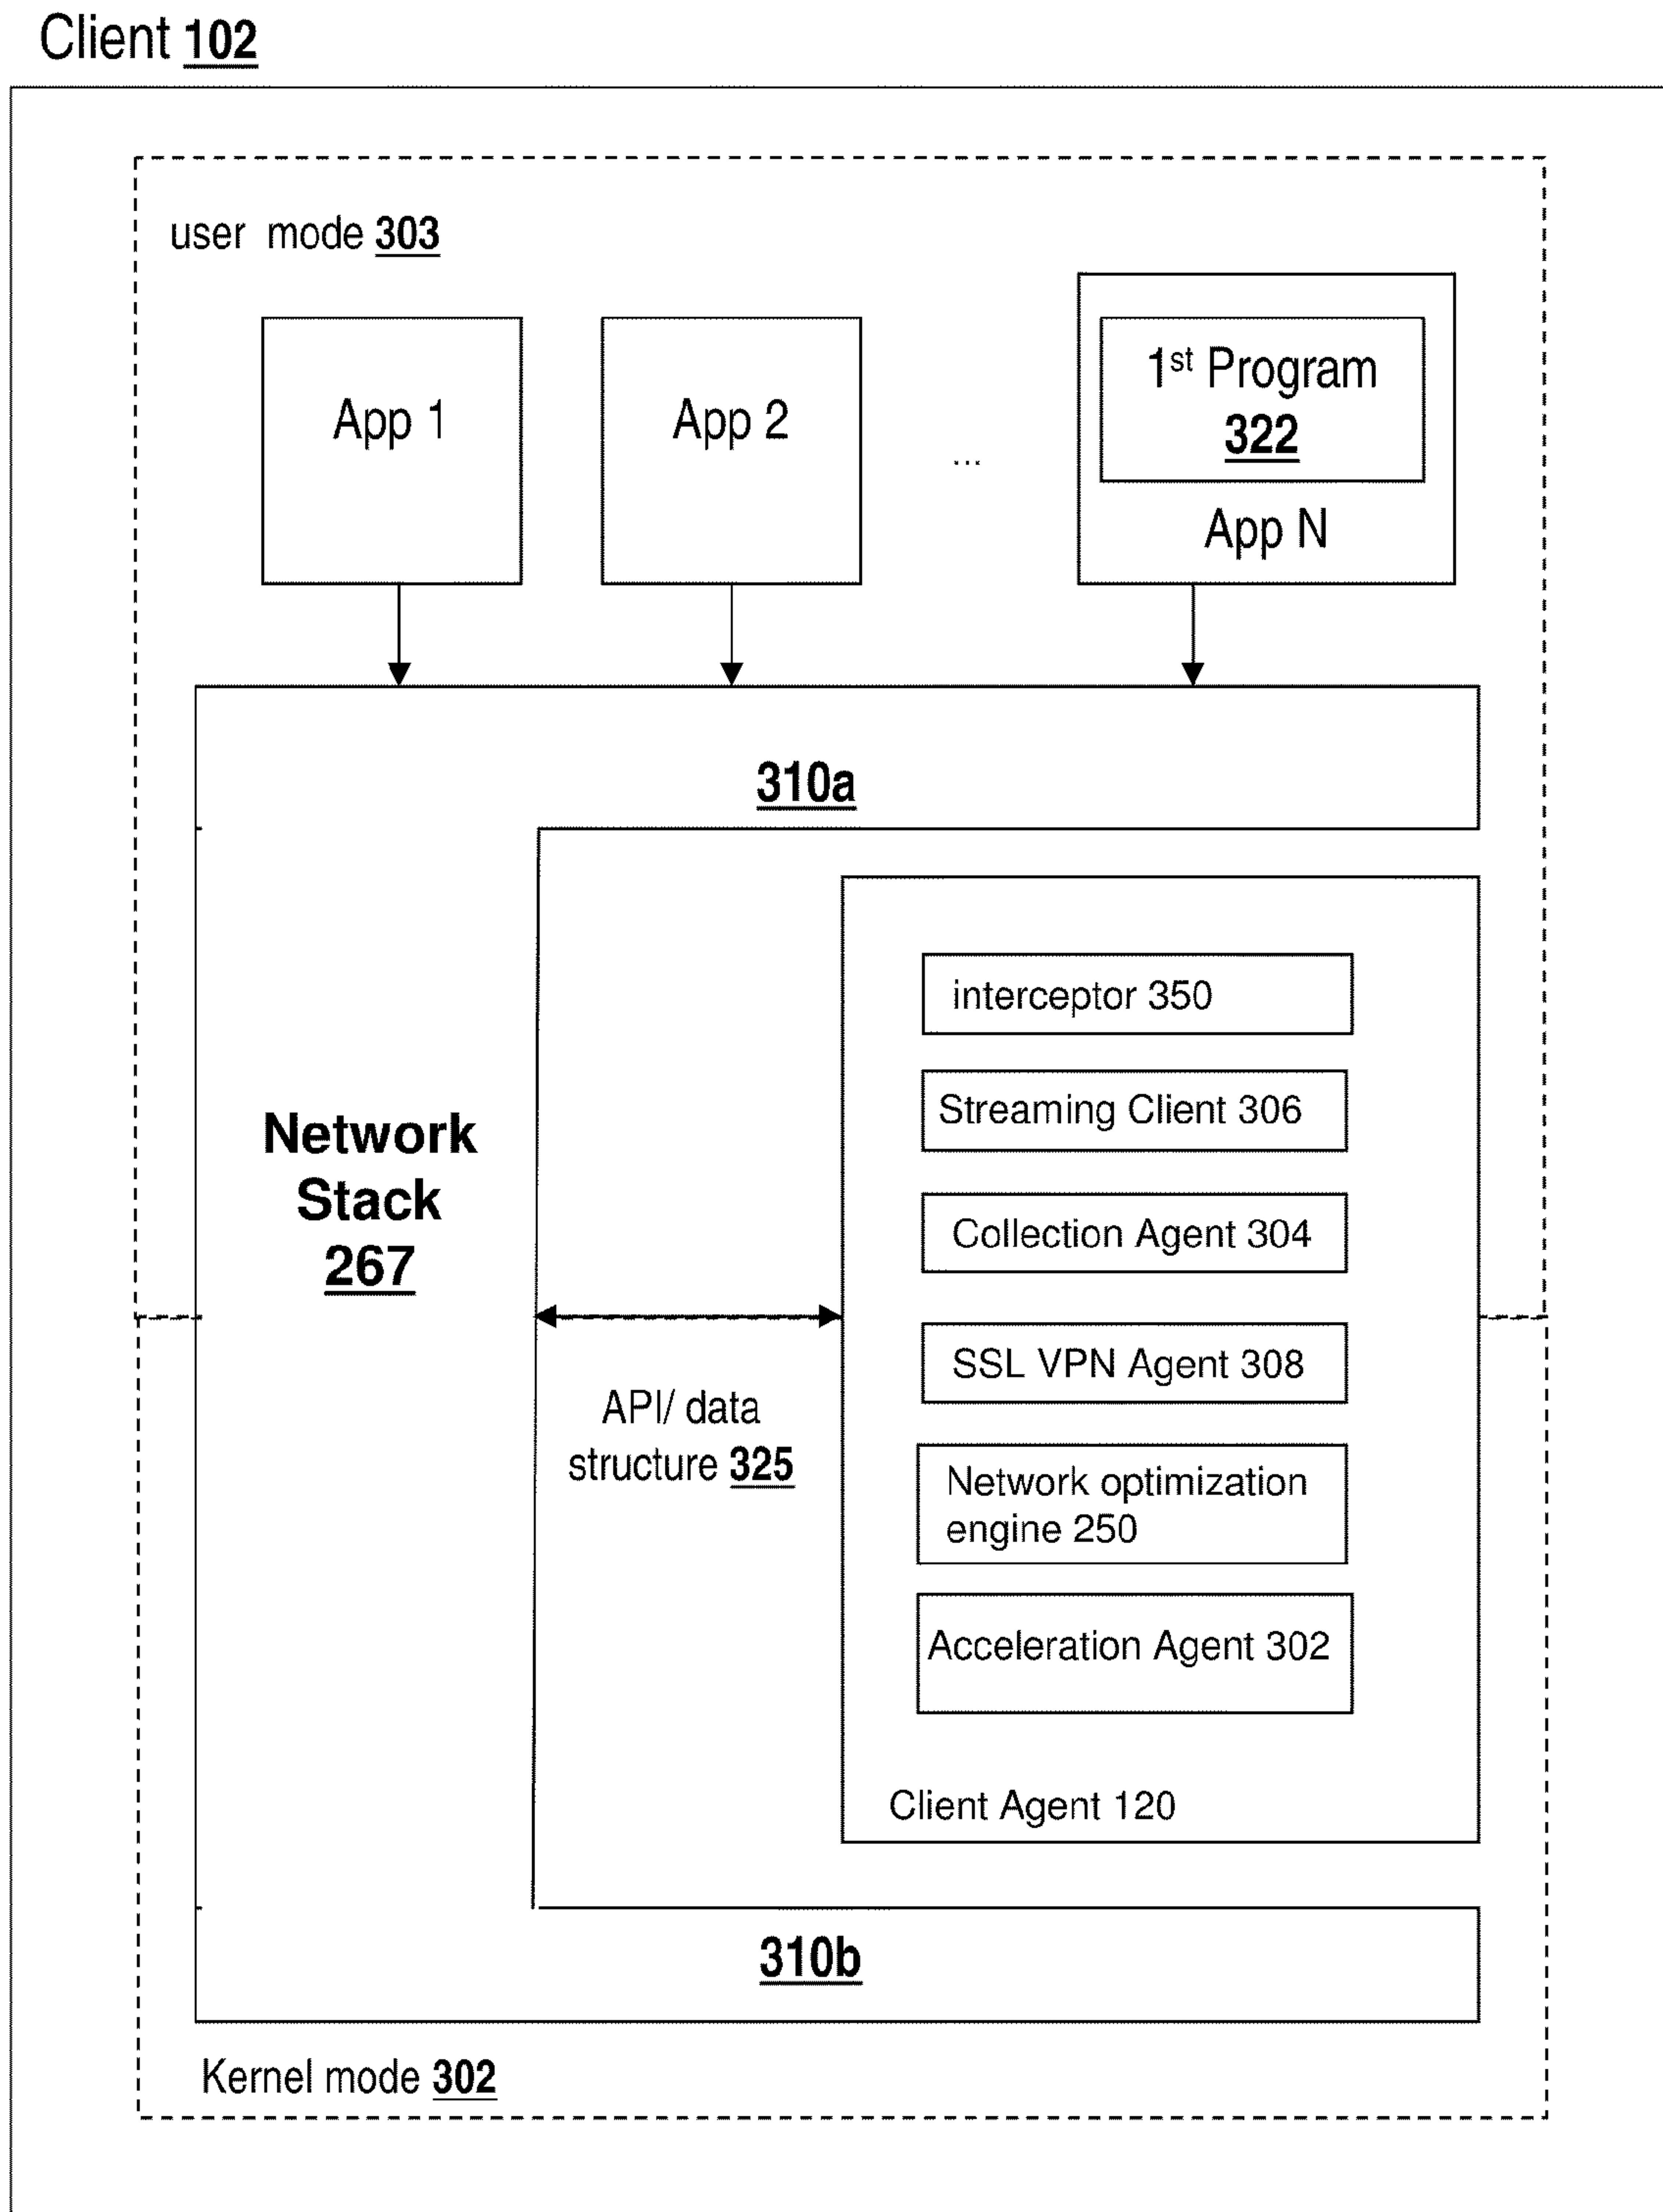 Client 102
user mode 303
App 1
App 2
...
1st Program
322
App N
310a
Network
Stack
267
API/ data
structure 325
interceptor 350
Streaming Client 306
Collection Agent 304
SSL VPN Agent 308
Network optimization
engine 250
Acceleration Agent 302
Client Agent 120
310b
Kernel mode 302